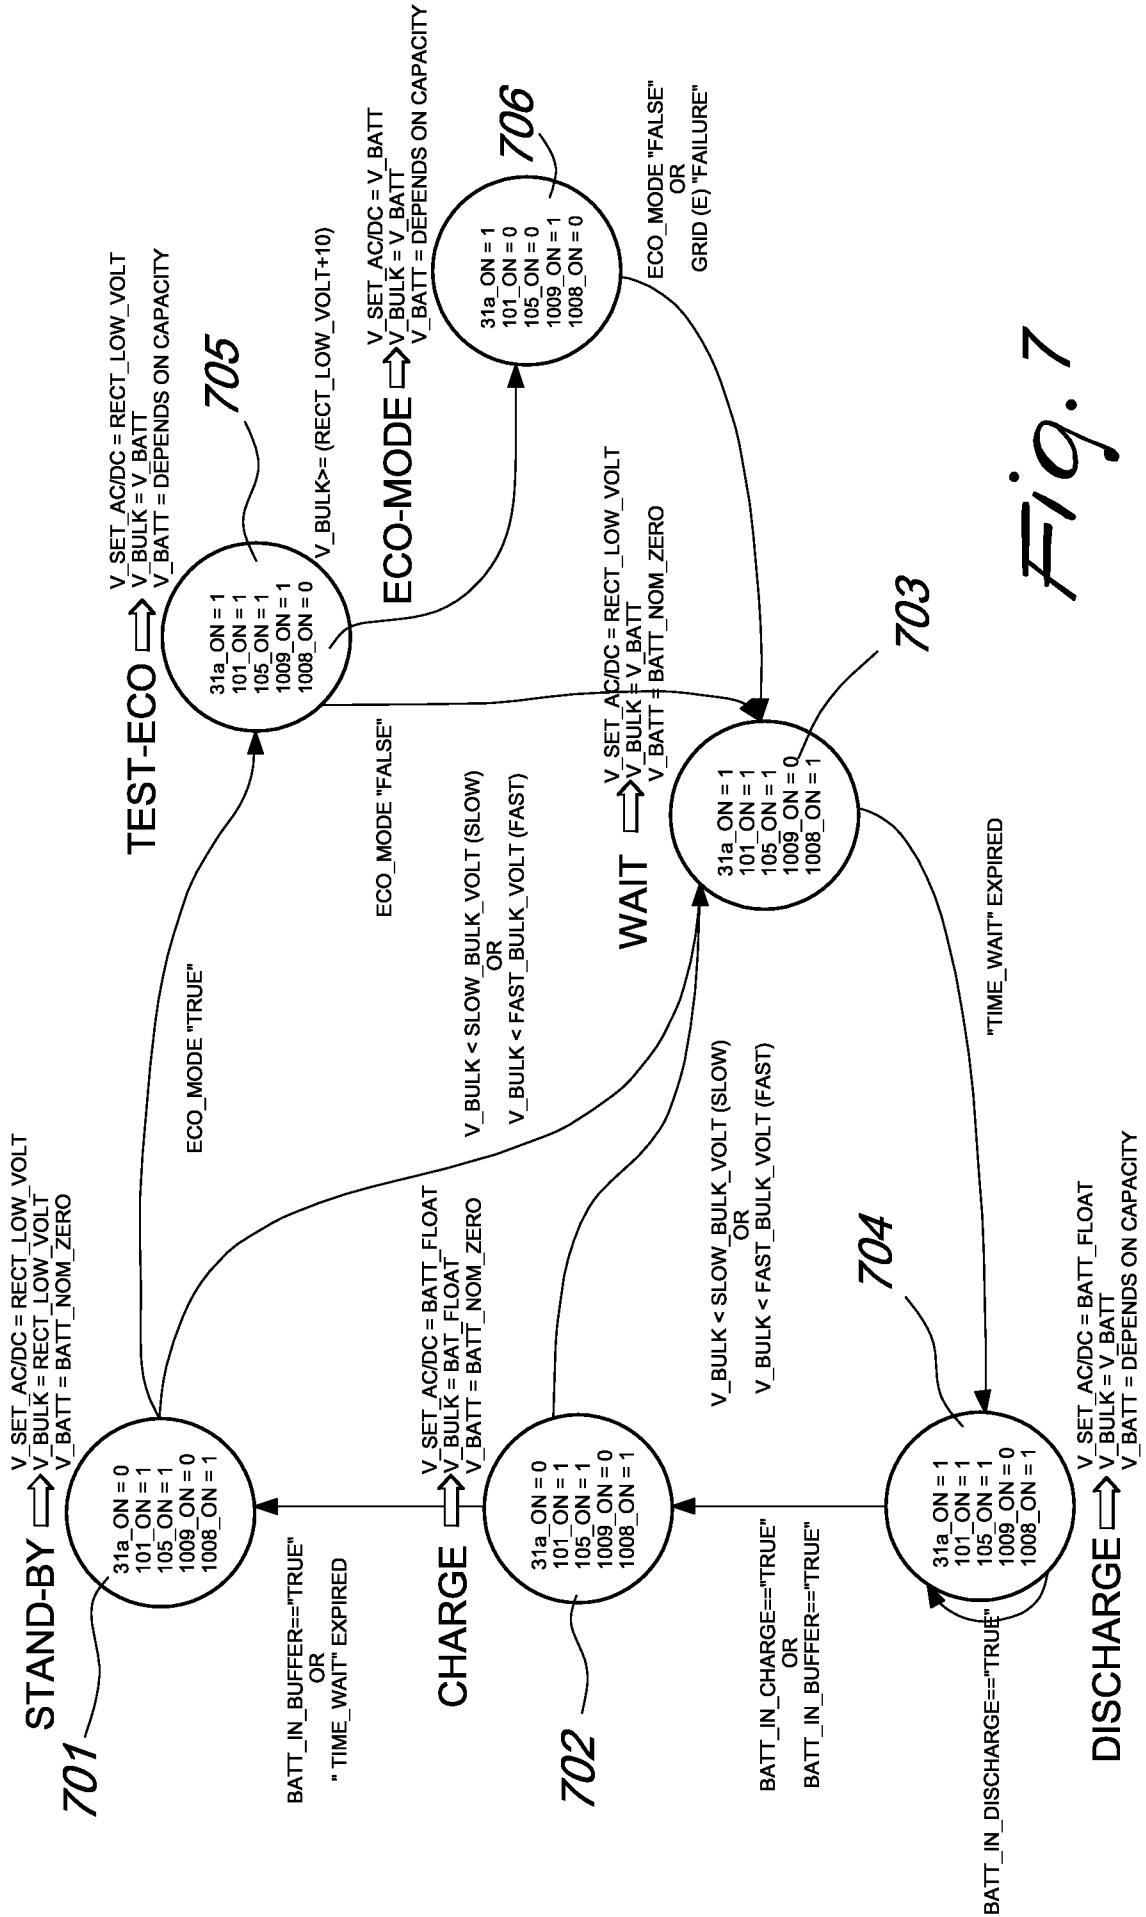 STAND-BY
V_SET_AC/DC = RECT_LOW_VOLT
V_BULK = RECT_LOW_VOLT
V_BATT = BATT_NOM_ZERO
701
31a_ON = 0
101_ON = 1
105_ON = 1
1009_ON = 0
1008_ON = 1
ECO_MODE "TRUE"
TEST-ECO
V_SET_AC/DC = RECT_LOW_VOLT
V_BULK = V_BATT
V_BATT = DEPENDS ON CAPACITY
705
31a_ON = 1
101_ON = 1
105_ON = 1
1009_ON = 1
1008_ON = 0
V_BULK>= (RECT_LOW_VOLT+10)
ECO_MODE "FALSE"
BATT_IN_BUFFER=="TRUE"
OR
" TIME_WAIT" EXPIRED
V_BULK < SLOW_BULK_VOLT (SLOW)
OR
V_BULK < FAST_BULK_VOLT (FAST)
ECO-MODE
V_SET_AC/DC = V_BATT
V_BULK = V_BATT
V_BATT = DEPENDS ON CAPACITY
706
31a_ON = 1
101_ON = 0
105_ON = 0
1009_ON = 1
1008_ON = 0
ECO_MODE "FALSE"
OR
GRID (E) "FAILURE"
CHARGE
V_SET_AC/DC = BATT_FLOAT
V_BULK = BAT_FLOAT
V_BATT = BATT_NOM_ZERO
702
31a_ON = 0
101_ON = 1
105_ON = 1
1009_ON = 0
1008_ON = 1
V_BULK < SLOW_BULK_VOLT (SLOW)
OR
V_BULK < FAST_BULK_VOLT (FAST)
WAIT
V_SET_AC/DC = RECT_LOW_VOLT
V_BULK = V_BATT
V_BATT = BATT_NOM_ZERO
703
31a_ON = 1
101_ON = 1
105_ON = 1
1009_ON = 0
1008_ON = 1
BATT_IN_CHARGE=="TRUE"
OR
BATT_IN_BUFFER=="TRUE"
"TIME_WAIT" EXPIRED
704
31a_ON = 1
101_ON = 1
105_ON = 1
1009_ON = 0
1008_ON = 1
BATT_IN_DISCHARGE=="TRUE"
DISCHARGE
V_SET_AC/DC = BATT_FLOAT
V_BULK = V_BATT
V_BATT = DEPENDS ON CAPACITY
Fig. 7